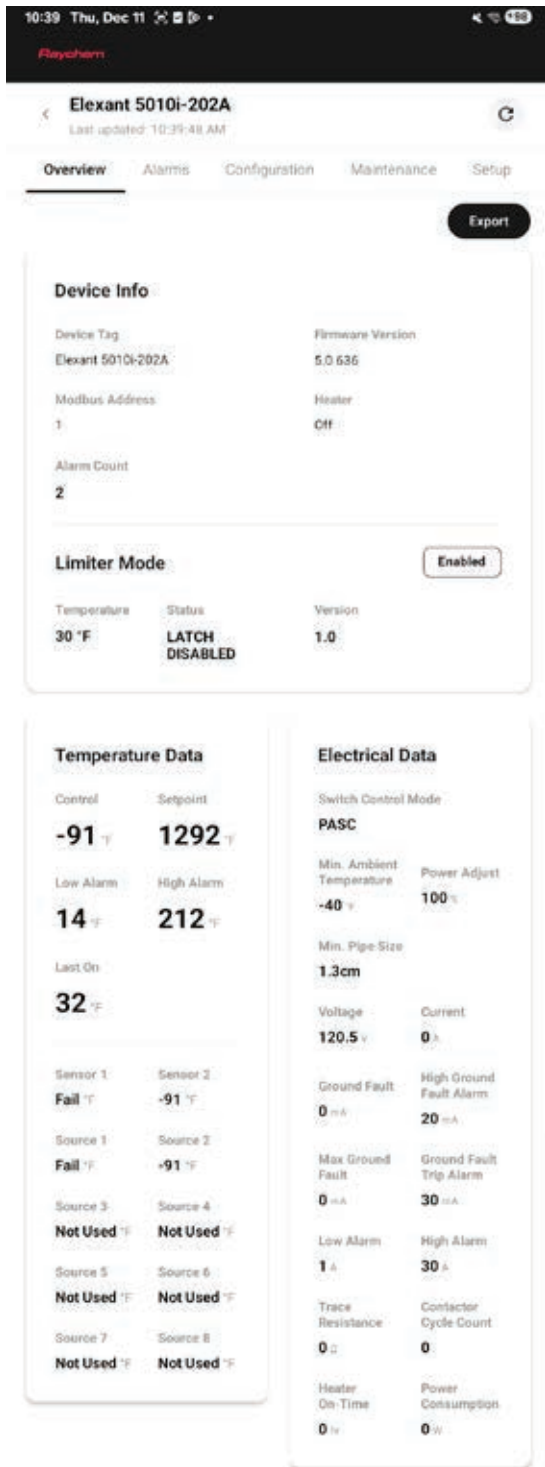 10:39 Thu, Dec 11
98
Raychem
Elexant 5010i-202A
Last updated: 10:39:48 AM
Overview Alarms Configuration Maintenance Setup
Export
Device Info
Device Tag Firmware Version
Elexant 5010i-202A 5.0.636
Modbus Address Heater
1 Off
Alarm Count
2
Limiter Mode Enabled
Temperature Status Version
30 °F LATCH 1.0
DISABLED
Temperature Data
Control Setpoint
-91 °F 1292 °F
Low Alarm High Alarm
14 °F 212 °F
Last On
32 °F
Sensor 1 Sensor 2
Fail °F -91 °F
Source 1 Source 2
Fail °F -91 °F
Source 3 Source 4
Not Used °F Not Used °F
Source 5 Source 6
Not Used °F Not Used °F
Source 7 Source 8
Not Used °F Not Used °F
Electrical Data
Switch Control Mode
PASC
Min. Ambient
Temperature Power Adjust
-40 °F 100 %
Min. Pipe Size
1.3cm
Voltage Current
120.5 V 0 A
Ground Fault High Ground
Fault Alarm
0 mA 20 mA
Max Ground Ground Fault
Fault Trip Alarm
0 mA 30 mA
Low Alarm High Alarm
1 A 30 A
Trace Contactor
Resistance Cycle Count
0 Ω 0
Heater Power
On-Time Consumption
0 hr 0 W